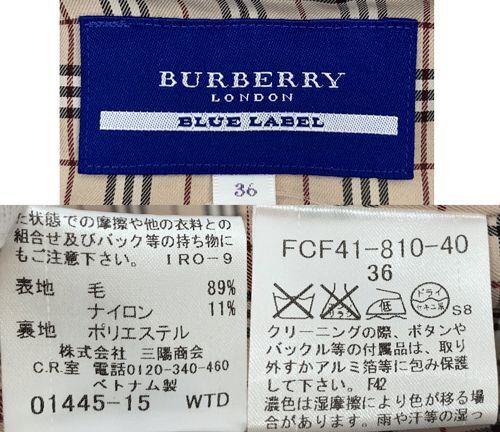 BURBERRY
LONDON
BLUE LABEL
36
た状態での摩擦や他の衣料との
組合せ及びバック等の持ち物にも
ご注意下さい。 IRO-9
表地 毛 89%
ナイロン 11%
裏地 ポリエステル
株式会社 三陽商会
C.R.室 電話0120-340-460
ベトナム製
01445-15 WTD
FCF41-810-40
36
低
ドライ
セキユ系
S8
クリーニングの際、ボタンや
バックル等の付属品は、取り
外すかアルミ箔等に包み保護
して下さい。 F42
濃色は湿摩擦により色が移る場
合があります。雨や汗等の湿っ